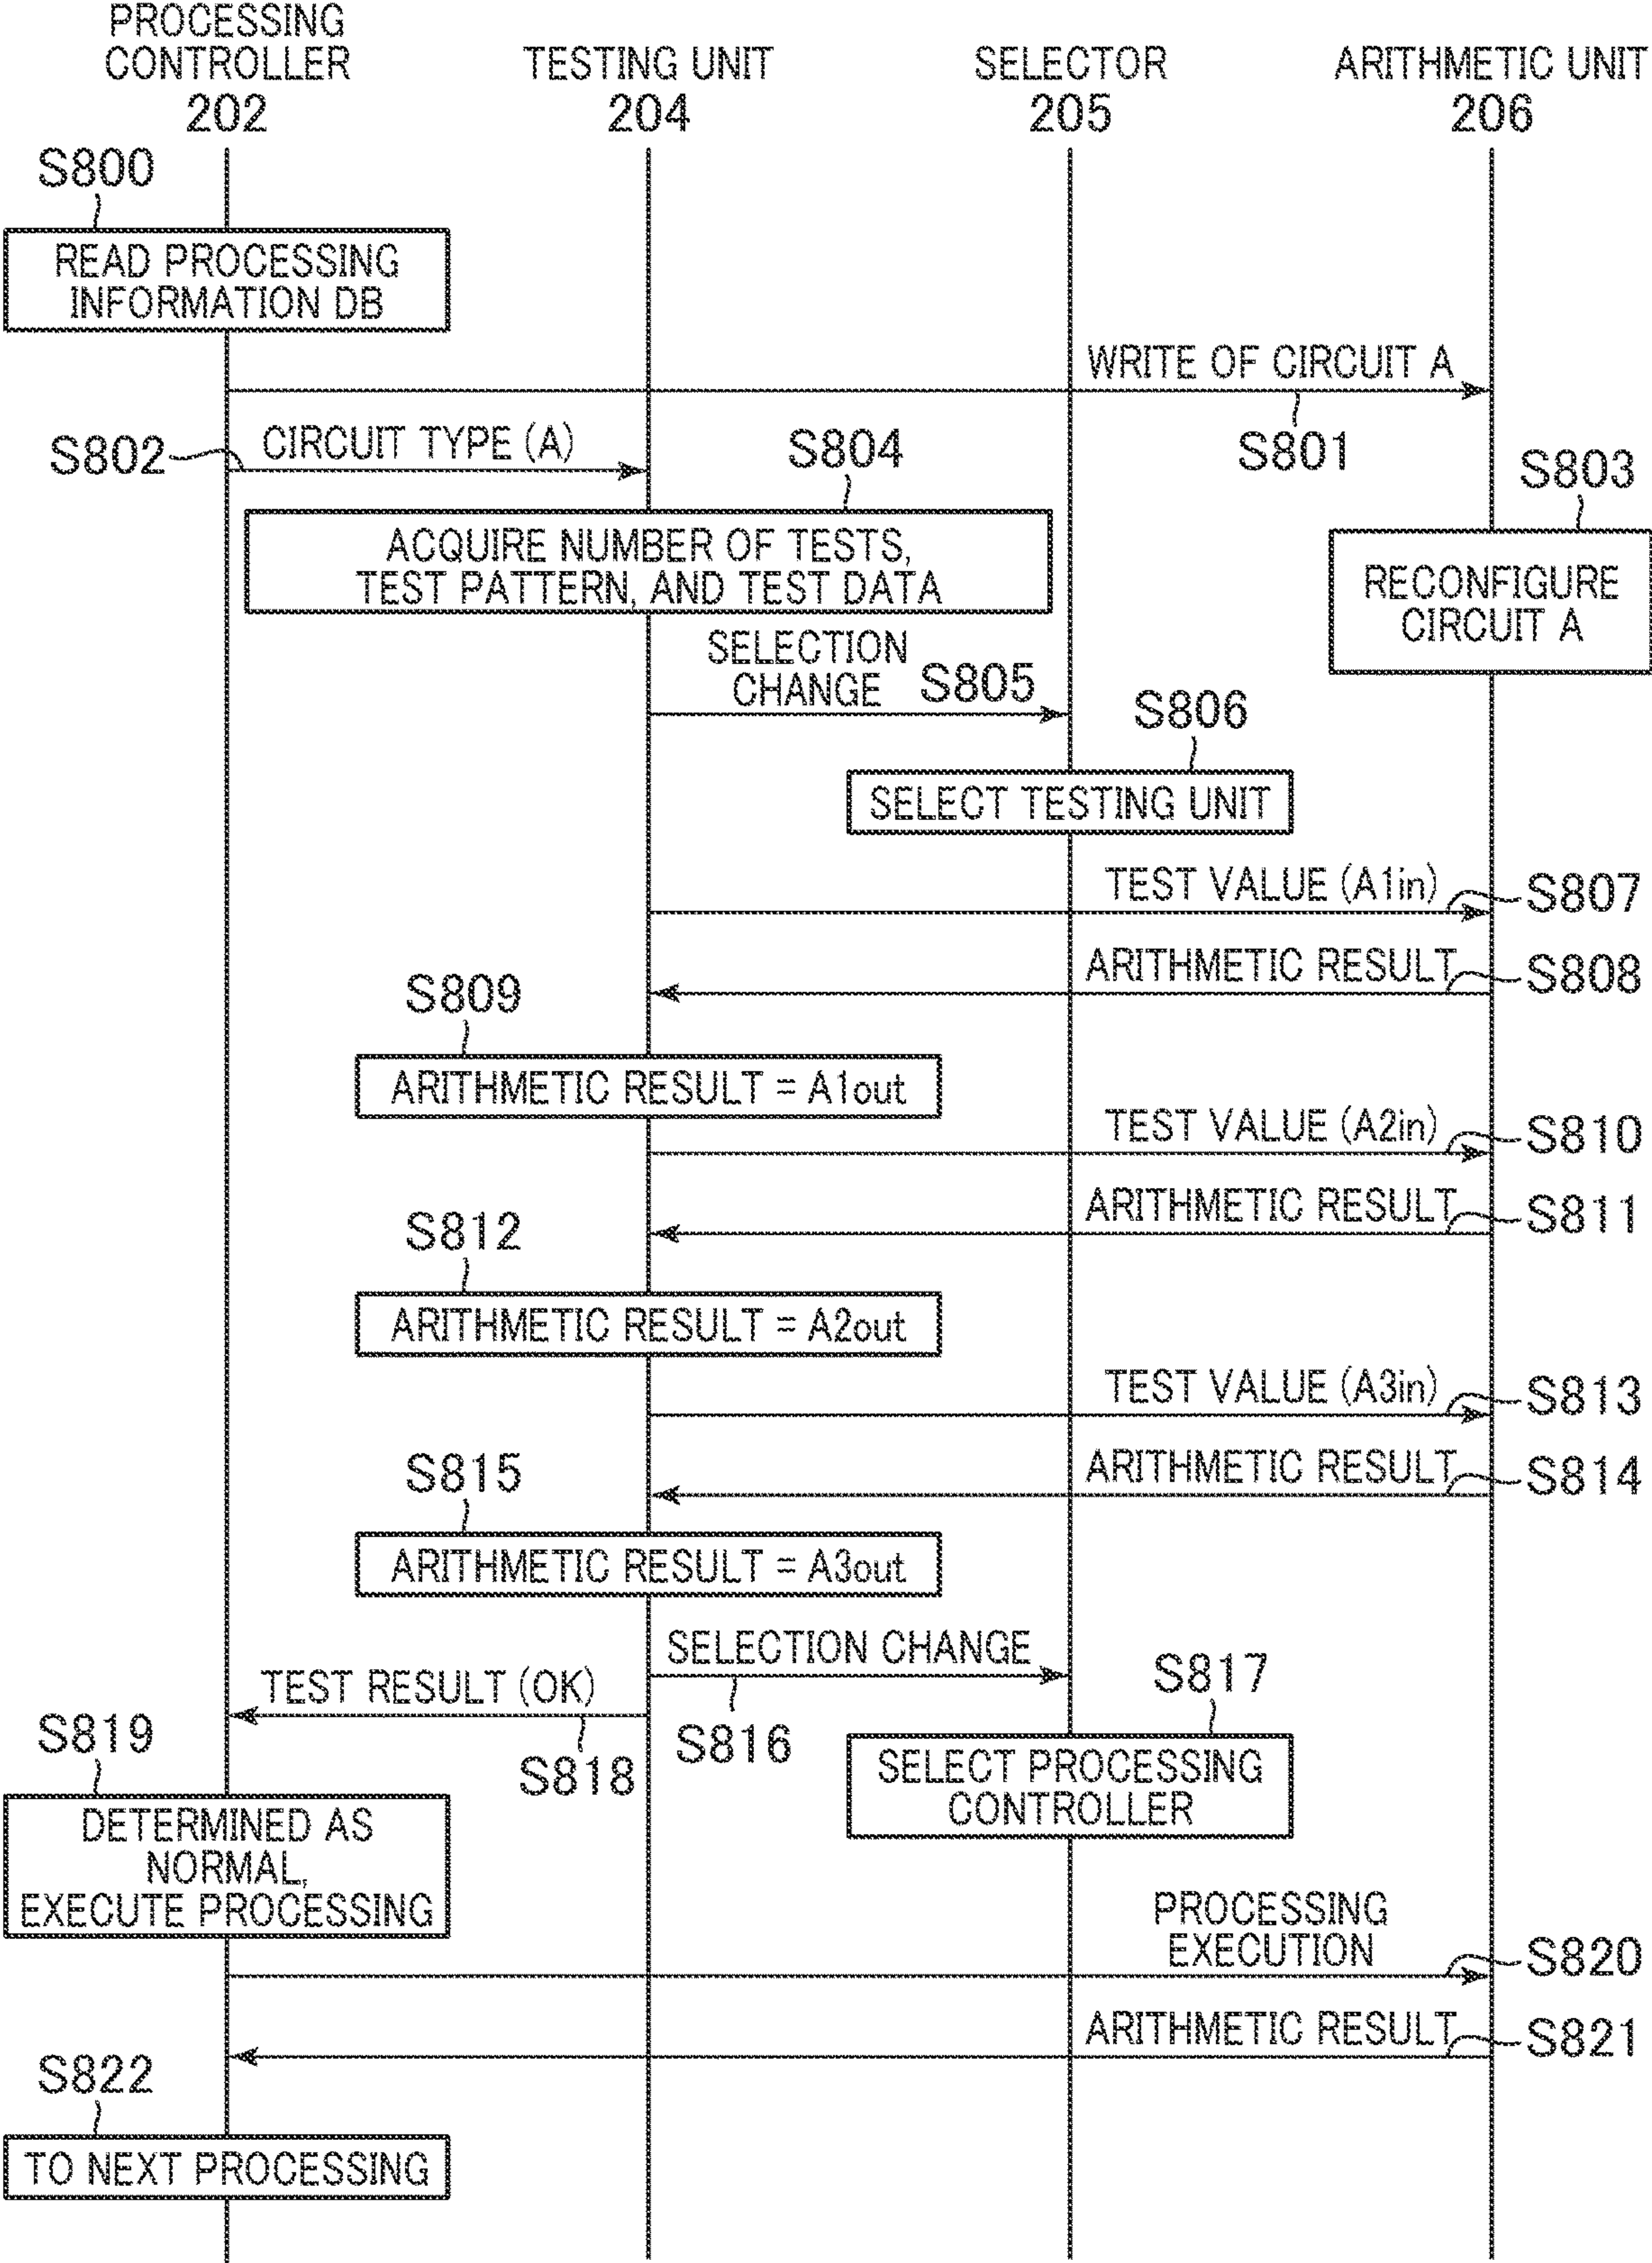 PROCESSING
CONTROLLER
202
TESTING UNIT
204
SELECTOR
205
ARITHMETIC UNIT
206
S800
READ PROCESSING
INFORMATION DB
WRITE OF CIRCUIT A
S801
S802
CIRCUIT TYPE (A)
S804
S803
ACQUIRE NUMBER OF TESTS,
TEST PATTERN, AND TEST DATA
RECONFIGURE
CIRCUIT A
SELECTION
CHANGE
S805
S806
SELECT TESTING UNIT
TEST VALUE (A1in)
S807
ARITHMETIC RESULT
S808
S809
ARITHMETIC RESULT = A1out
TEST VALUE (A2in)
S810
ARITHMETIC RESULT
S811
S812
ARITHMETIC RESULT = A2out
TEST VALUE (A3in)
S813
ARITHMETIC RESULT
S814
S815
ARITHMETIC RESULT = A3out
SELECTION CHANGE
S816
S817
TEST RESULT (OK)
S818
S819
SELECT PROCESSING
CONTROLLER
DETERMINED AS
NORMAL,
EXECUTE PROCESSING
PROCESSING
EXECUTION
S820
ARITHMETIC RESULT
S821
S822
TO NEXT PROCESSING